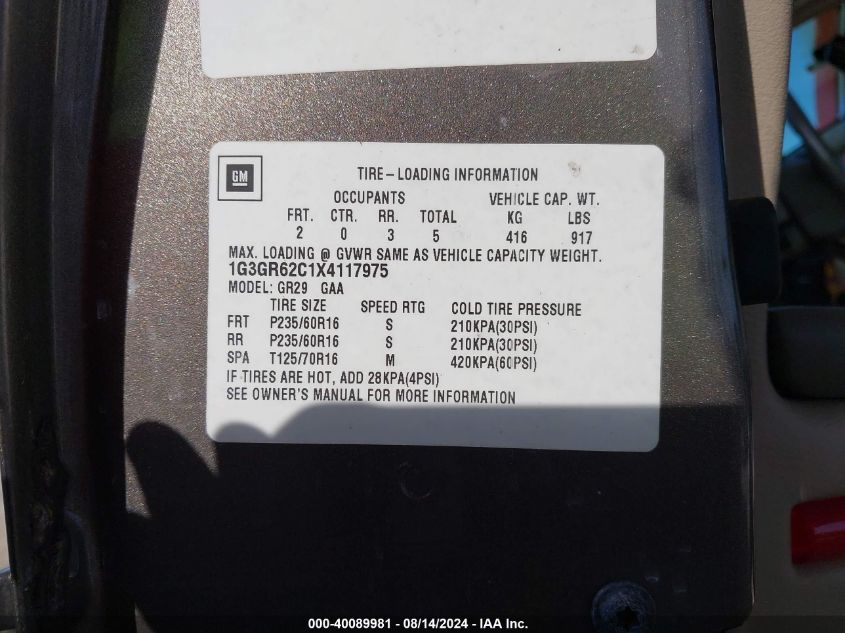 GM
TIRE-LOADING INFORMATION
OCCUPANTS VEHICLE CAP. WT.
FRT. CTR. RR. TOTAL KG LBS
2 0 3 5 416 917
MAX. LOADING @ GVWR SAME AS VEHICLE CAPACITY WEIGHT.
1G3GR62C1X4117975
MODEL: GR29 GAA
TIRE SIZE SPEED RTG COLD TIRE PRESSURE
FRT P235/60R16 S 210KPA(30PSI)
RR P235/60R16 S 210KPA(30PSI)
SPA T125/70R16 M 420KPA(60PSI)
IF TIRES ARE HOT, ADD 28KPA(4PSI)
SEE OWNER'S MANUAL FOR MORE INFORMATION
000-40089981 - 08/14/2024 - IAA Inc.